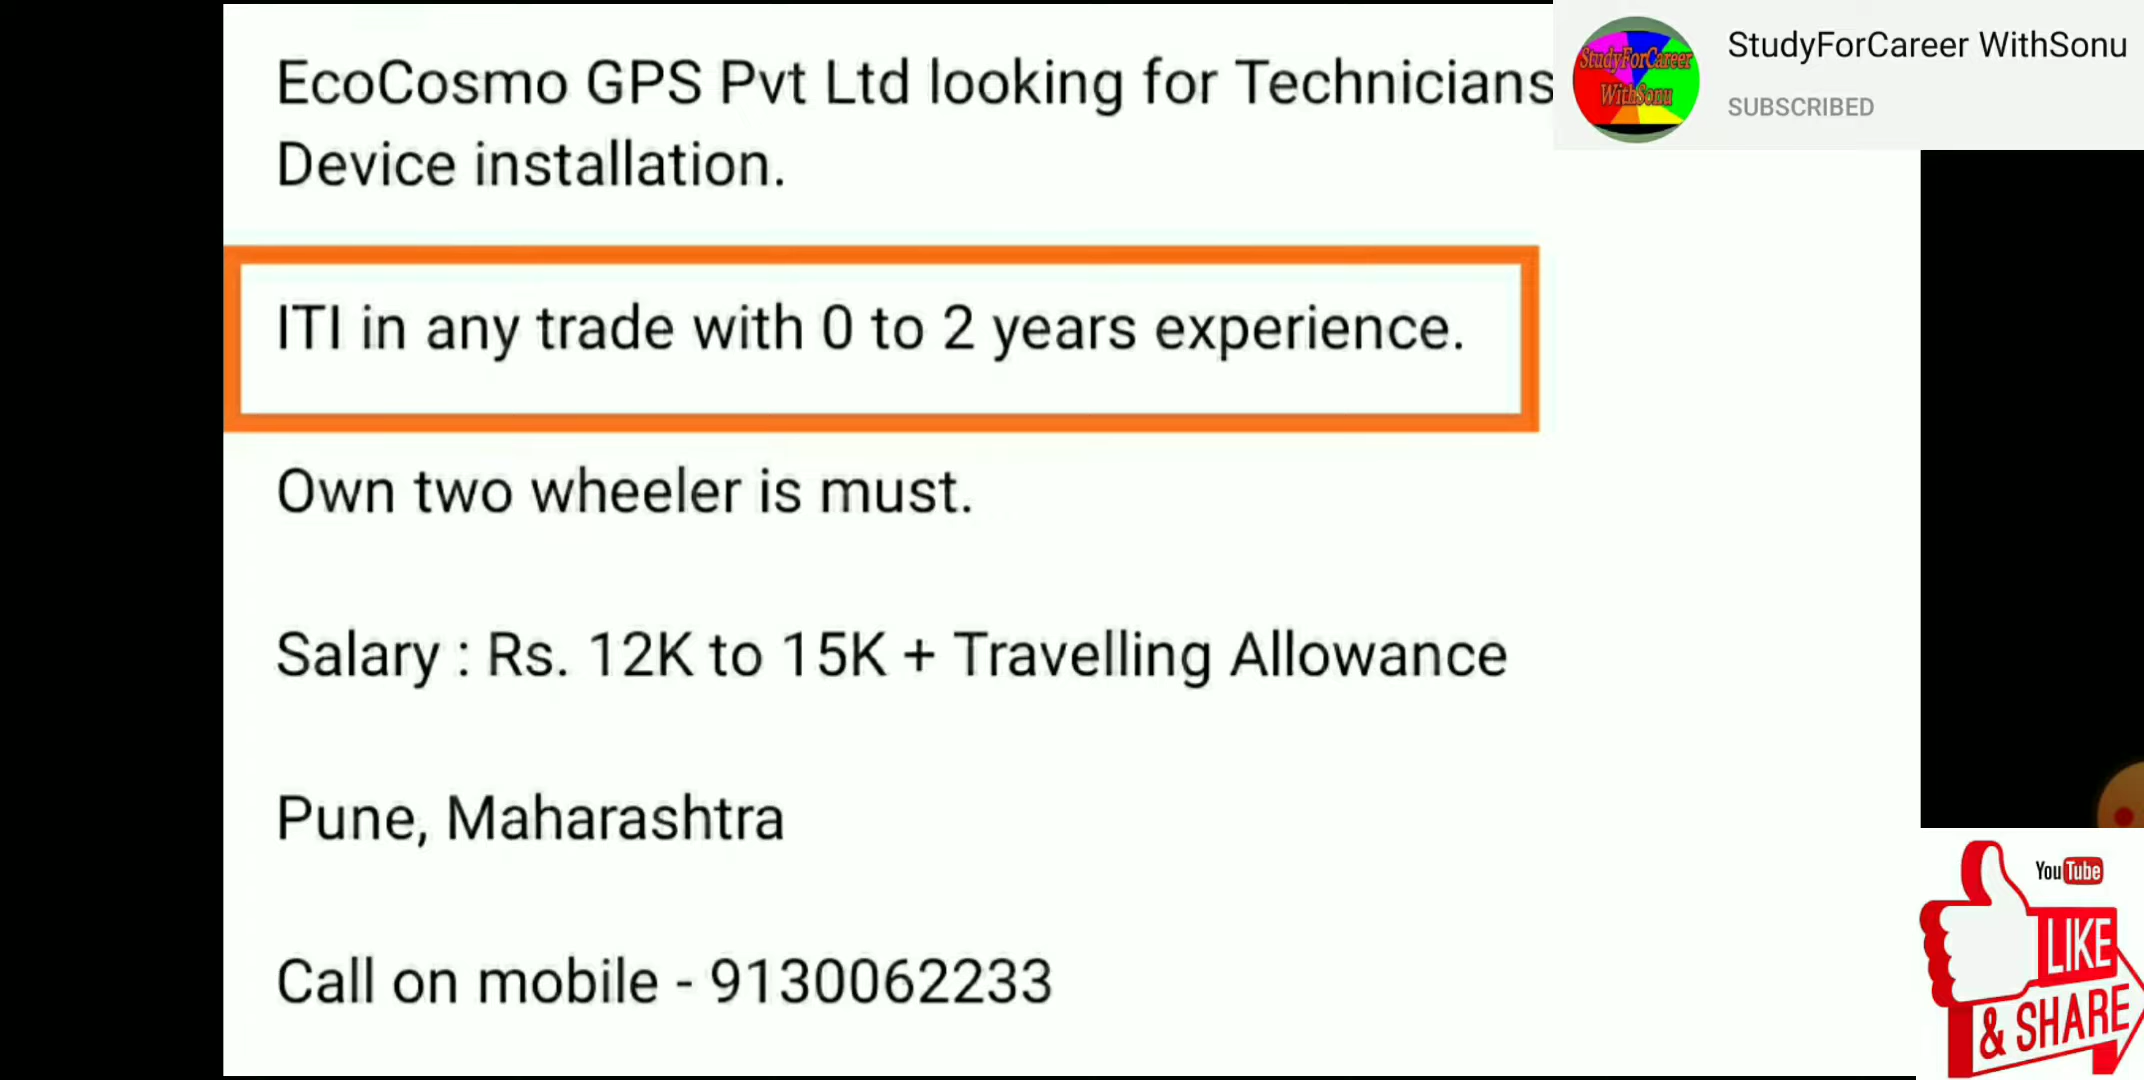 EcoCosmo GPS Pvt Ltd looking for Technicians
Device installation.
ITI in any trade with 0 to 2 years experience.
Own two wheeler is must.
Salary : Rs. 12K to 15K + Travelling Allowance
Pune, Maharashtra
Call on mobile - 9130062233
StudyForCareer WithSonu
SUBSCRIBED
StudyForCareer
WithSonu
YouTube
LIKE
& SHARE